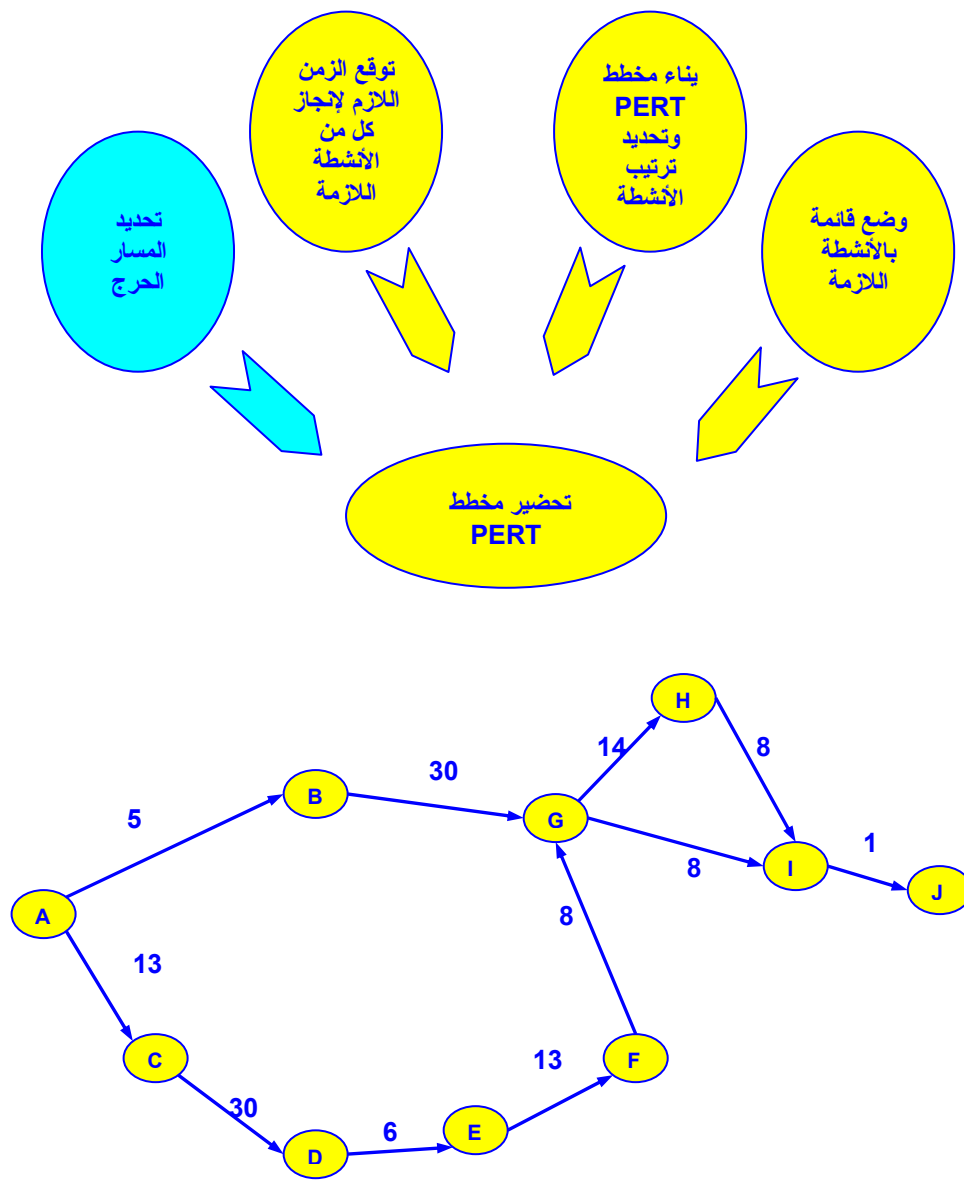 وضع قائمة
بالأنشطة
اللازمة
بناء مخطط
PERT
وتحديد
ترتيب
الأنشطة
توقع الزمن
اللازم لإنجاز
كل من
الأنشطة
اللازمة
تحديد
المسار
الحرج
تحضير مخطط
PERT
H
14
8
30
B
5
G
1
8
I
J
A
8
13
C
13
F
30
6
E
D